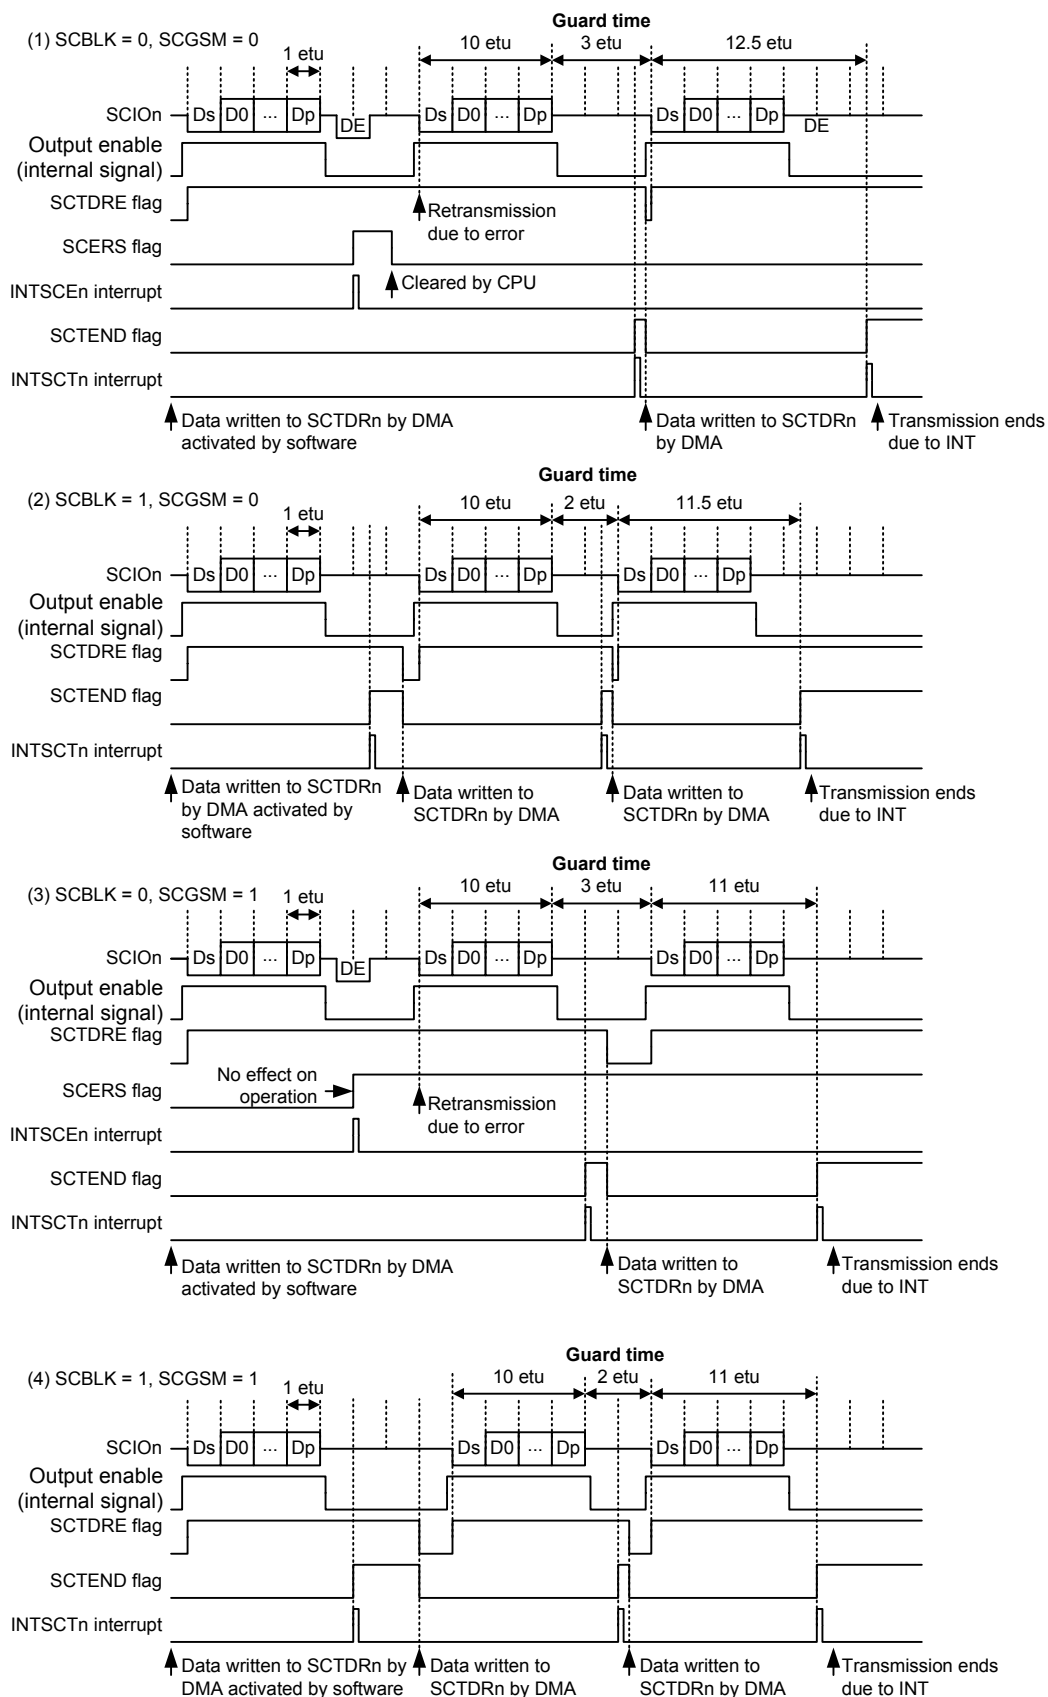 Guard time
(1) SCBLK = 0, SCGSM = 0
1 etu
10 etu
3 etu
12.5 etu
SCIOn
Ds D0 ... Dp
DE
Ds D0 ... Dp
Ds D0 ... Dp
DE
Output enable
(internal signal)
SCTDRE flag
Retransmission
due to error
SCERS flag
Cleared by CPU
INTSCEn interrupt
SCTEND flag
INTSCTn interrupt
Data written to SCTDRn by DMA
activated by software
Data written to SCTDRn
by DMA
Transmission ends
due to INT
Guard time
(2) SCBLK = 1, SCGSM = 0
1 etu
10 etu
2 etu
11.5 etu
SCIOn
Ds D0 ... Dp
Ds D0 ... Dp
Ds D0 ... Dp
Output enable
(internal signal)
SCTDRE flag
SCTEND flag
INTSCTn interrupt
Data written to SCTDRn
by DMA activated by
software
Data written to
SCTDRn by DMA
Data written to
SCTDRn by DMA
Transmission ends
due to INT
Guard time
(3) SCBLK = 0, SCGSM = 1
1 etu
10 etu
3 etu
11 etu
SCIOn
Ds D0 ... Dp
DE
Ds D0 ... Dp
Ds D0 ... Dp
Output enable
(internal signal)
SCTDRE flag
No effect on
operation
SCERS flag
Retransmission
due to error
INTSCEn interrupt
SCTEND flag
INTSCTn interrupt
Data written to SCTDRn by DMA
activated by software
Data written to
SCTDRn by DMA
Transmission ends
due to INT
Guard time
(4) SCBLK = 1, SCGSM = 1
1 etu
10 etu
2 etu
11 etu
SCIOn
Ds D0 ... Dp
Ds D0 ... Dp
Ds D0 ... Dp
Output enable
(internal signal)
SCTDRE flag
SCTEND flag
INTSCTn interrupt
Data written to SCTDRn by
DMA activated by software
Data written to
SCTDRn by DMA
Data written to
SCTDRn by DMA
Transmission ends
due to INT